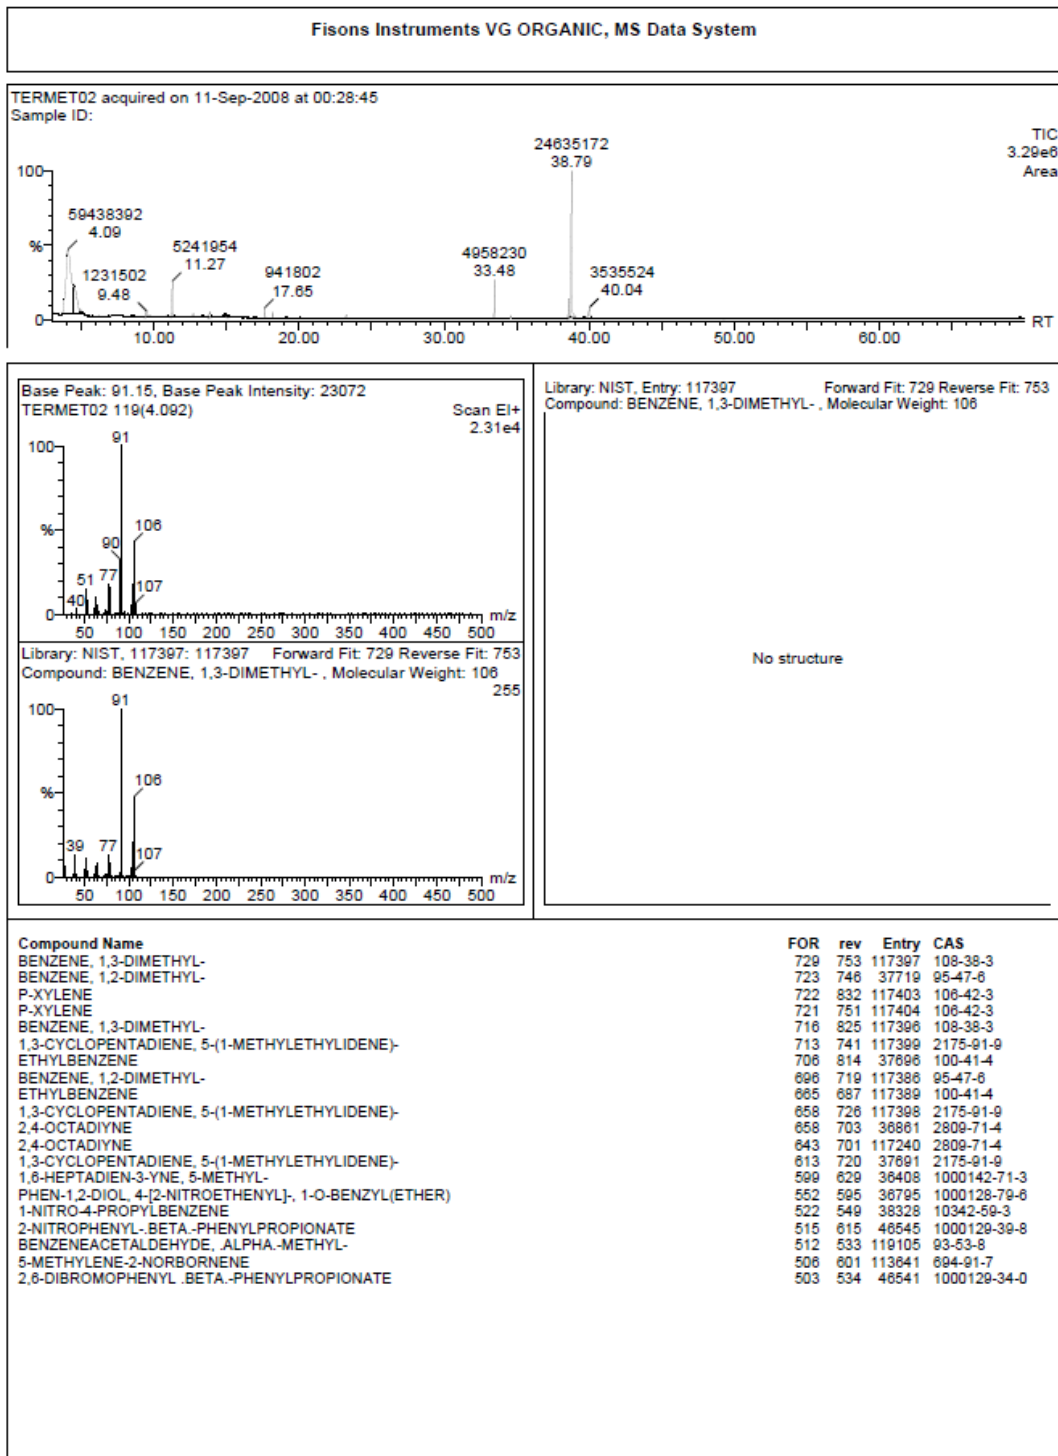 Fisons Instruments VG ORGANIC, MS Data System
TERMET02 acquired on 11-Sep-2008 at 00:28:45
Sample ID:
TIC
3.29e6
Area
24635172
38.79
100
%
0
59438392
4.09
1231502
9.48
5241954
11.27
941802
17.65
4958230
33.48
3535524
40.04
RT
10.00 20.00 30.00 40.00 50.00 60.00
Base Peak: 91.15, Base Peak Intensity: 23072
TERMET02 119(4.092)
Scan EI+
2.31e4
91
100
%
0
106
90
51 77
107
40
m/z
50 100 150 200 250 300 350 400 450 500
Library: NIST, 117397: 117397 Forward Fit: 729 Reverse Fit: 753
Compound: BENZENE, 1,3-DIMETHYL- , Molecular Weight: 106
255
91
100
%
0
106
39 77
107
m/z
50 100 150 200 250 300 350 400 450 500
Library: NIST, Entry: 117397 Forward Fit: 729 Reverse Fit: 753
Compound: BENZENE, 1,3-DIMETHYL- , Molecular Weight: 106
No structure
Compound Name FOR rev Entry CAS
BENZENE, 1,3-DIMETHYL- 729 753 117397 108-38-3
BENZENE, 1,2-DIMETHYL- 723 746 37719 95-47-6
P-XYLENE 722 832 117403 106-42-3
P-XYLENE 721 751 117404 106-42-3
BENZENE, 1,3-DIMETHYL- 716 825 117396 108-38-3
1,3-CYCLOPENTADIENE, 5-(1-METHYLETHYLIDENE)- 713 741 117399 2175-91-9
ETHYLBENZENE 706 814 37696 100-41-4
BENZENE, 1,2-DIMETHYL- 696 719 117386 95-47-6
ETHYLBENZENE 665 687 117389 100-41-4
1,3-CYCLOPENTADIENE, 5-(1-METHYLETHYLIDENE)- 658 726 117398 2175-91-9
2,4-OCTADIYNE 658 703 36861 2809-71-4
2,4-OCTADIYNE 643 701 117240 2809-71-4
1,3-CYCLOPENTADIENE, 5-(1-METHYLETHYLIDENE)- 613 720 37691 2175-91-9
1,6-HEPTADIEN-3-YNE, 5-METHYL- 599 629 36408 1000142-71-3
PHEN-1,2-DIOL, 4-[2-NITROETHENYL]-, 1-O-BENZYL(ETHER) 552 595 36795 1000128-79-6
1-NITRO-4-PROPYLBENZENE 522 549 38328 10342-59-3
2-NITROPHENYL-.BETA.-PHENYLPROPIONATE 515 615 46545 1000129-39-8
BENZENEACETALDEHYDE, .ALPHA.-METHYL- 512 533 119105 93-53-8
5-METHYLENE-2-NORBORNENE 506 601 113641 694-91-7
2,6-DIBROMOPHENYL .BETA.-PHENYLPROPIONATE 503 534 46541 1000129-34-0